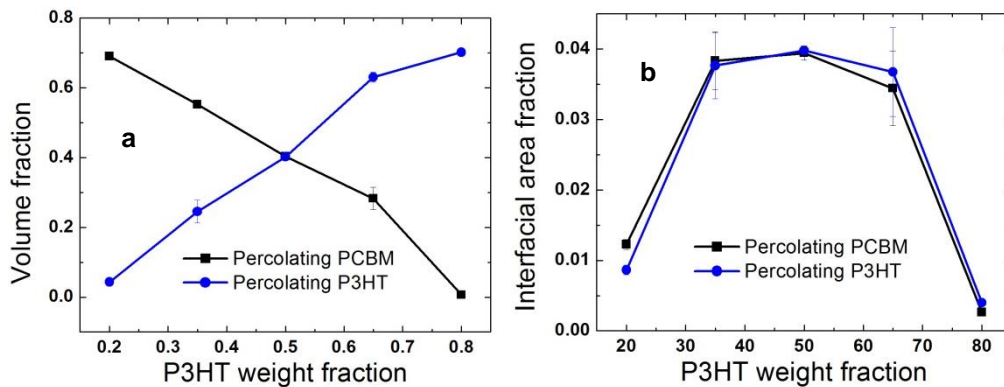 0.8
0.6
0.4
0.2
0.0
Volume fraction
a
Percolating PCBM
Percolating P3HT
0.2 0.3 0.4 0.5 0.6 0.7 0.8
P3HT weight fraction
0.04
0.03
0.02
0.01
0.00
Interfacial area fraction
b
Percolating PCBM
Percolating P3HT
20 30 40 50 60 70 80
P3HT weight fraction